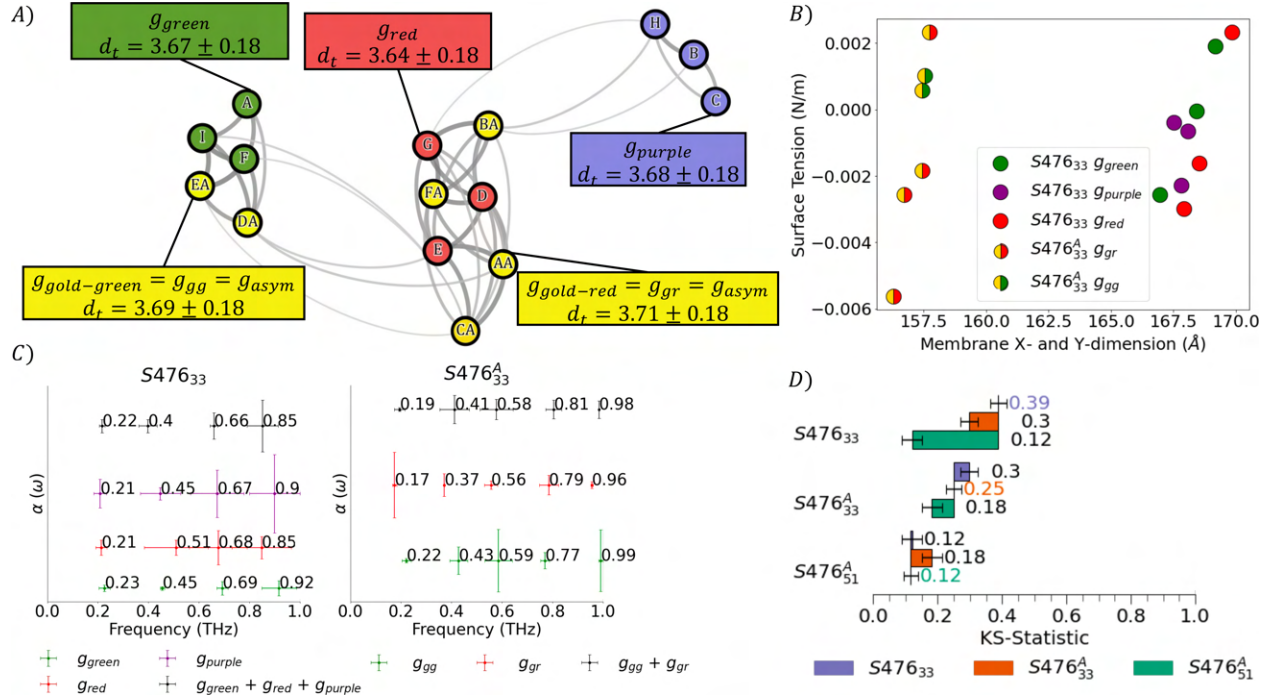 A)
g_green
d_t = 3.67 ± 0.18
g_red
d_t = 3.64 ± 0.18
H
B
C
g_purple
d_t = 3.68 ± 0.18
A
I
F
EA
DA
G
BA
FA
D
E
AA
CA
g_gold−green = g_gg = g_asym
d_t = 3.69 ± 0.18
g_gold−red = g_gr = g_asym
d_t = 3.71 ± 0.18
B)
Surface Tension (N/m)
0.002
0.000
−0.002
−0.004
−0.006
S476_33 g_green
S476_33 g_purple
S476_33 g_red
S476^A_33 g_gr
S476^A_33 g_gg
157.5 160.0 162.5 165.0 167.5 170.0
Membrane X- and Y-dimension (Å)
C)
S476_33
α (ω)
0.22 0.4 0.66 0.85
0.21 0.45 0.67 0.9
0.21 0.51 0.68 0.85
0.23 0.45 0.69 0.92
0.0 0.2 0.4 0.6 0.8 1.0
Frequency (THz)
g_green
g_purple
g_red
g_green + g_red + g_purple
S476^A_33
α (ω)
0.19 0.41 0.58 0.81 0.98
0.17 0.37 0.56 0.79 0.96
0.22 0.43 0.59 0.77 0.99
0.0 0.2 0.4 0.6 0.8 1.0
Frequency (THz)
g_gg
g_gr
g_gg + g_gr
D)
S476_33
0.39
0.3
0.12
S476^A_33
0.3
0.25
0.18
S476^A_51
0.12
0.18
0.12
0.0 0.2 0.4 0.6 0.8 1.0
KS-Statistic
S476_33
S476^A_33
S476^A_51